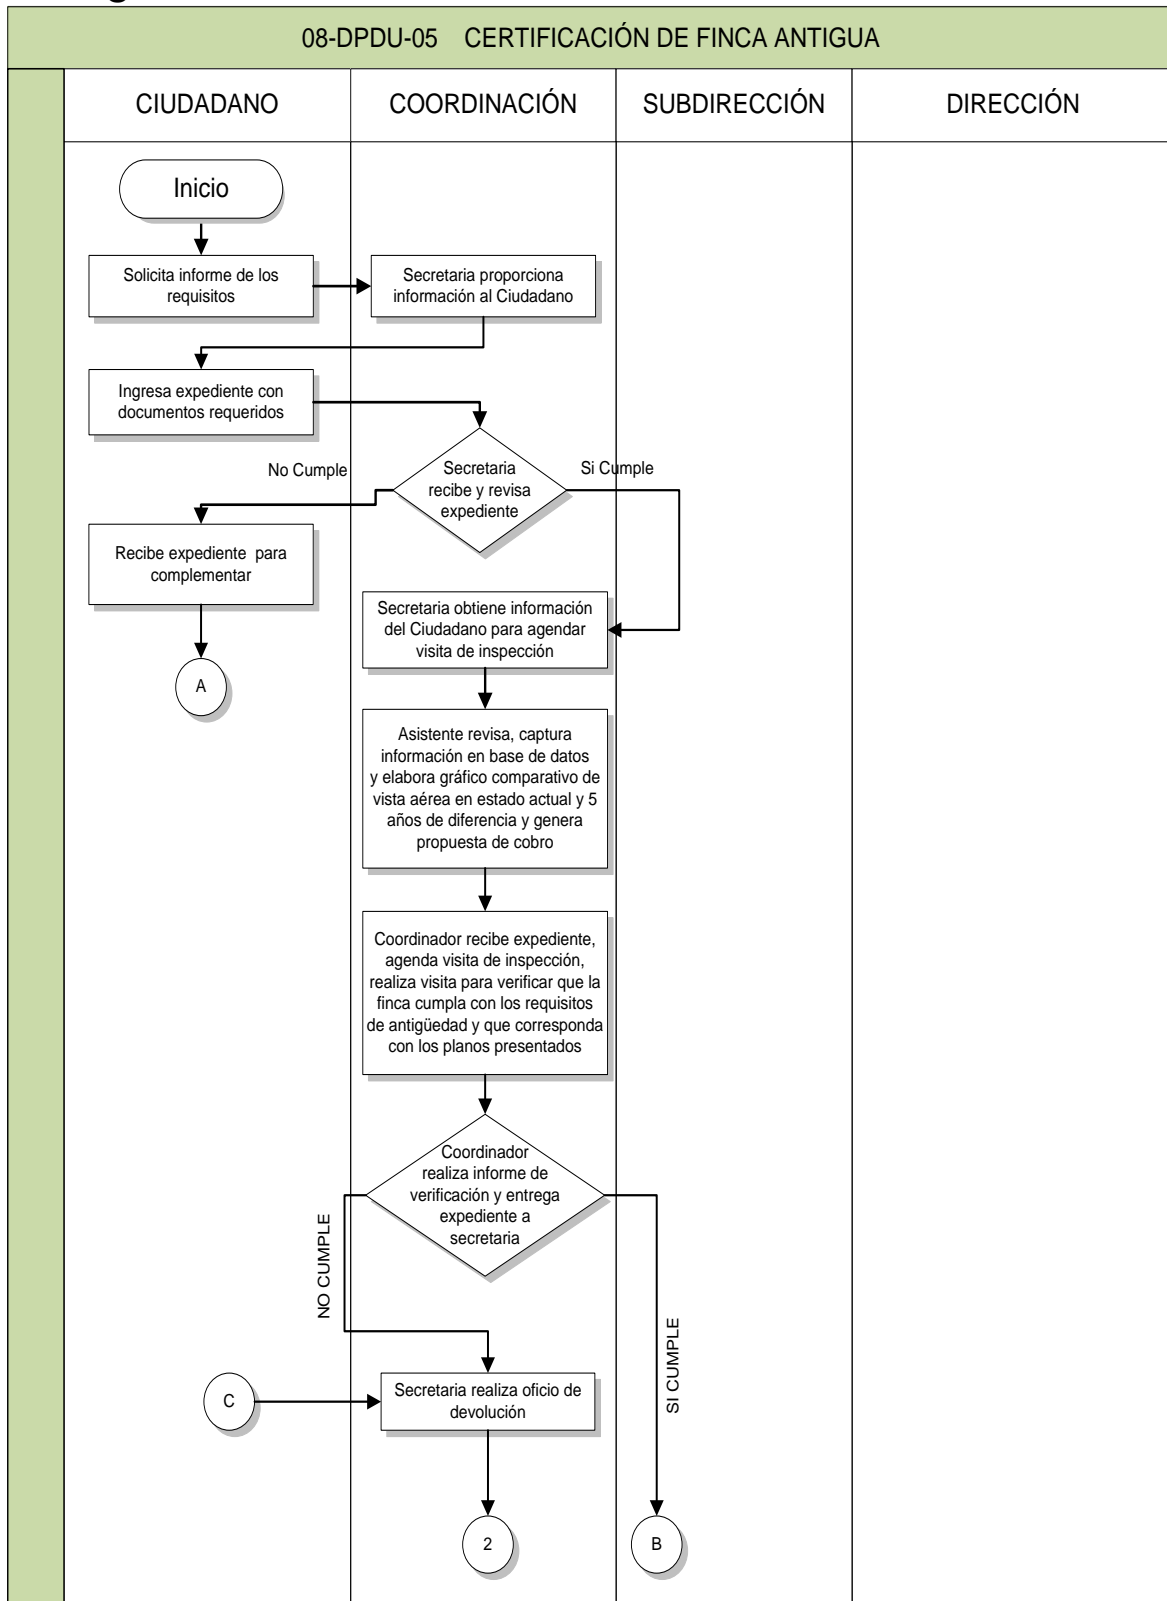 08-DPDU-05 CERTIFICACIÓN DE FINCA ANTIGUA
CIUDADANO
COORDINACIÓN
SUBDIRECCIÓN
DIRECCIÓN
Inicio
Solicita informe de los
requisitos
Secretaria proporciona
información al Ciudadano
Ingresa expediente con
documentos requeridos
No Cumple
Secretaria
recibe y revisa
expediente
Si Cumple
Recibe expediente para
complementar
A
Secretaria obtiene información
del Ciudadano para agendar
visita de inspección
Asistente revisa, captura
información en base de datos
y elabora gráfico comparativo de
vista aérea en estado actual y 5
años de diferencia y genera
propuesta de cobro
Coordinador recibe expediente,
agenda visita de inspección,
realiza visita para verificar que la
finca cumpla con los requisitos
de antigüedad y que corresponda
con los planos presentados
Coordinador
realiza informe de
verificación y entrega
expediente a
secretaria
NO CUMPLE
SI CUMPLE
C
Secretaria realiza oficio de
devolución
2
B